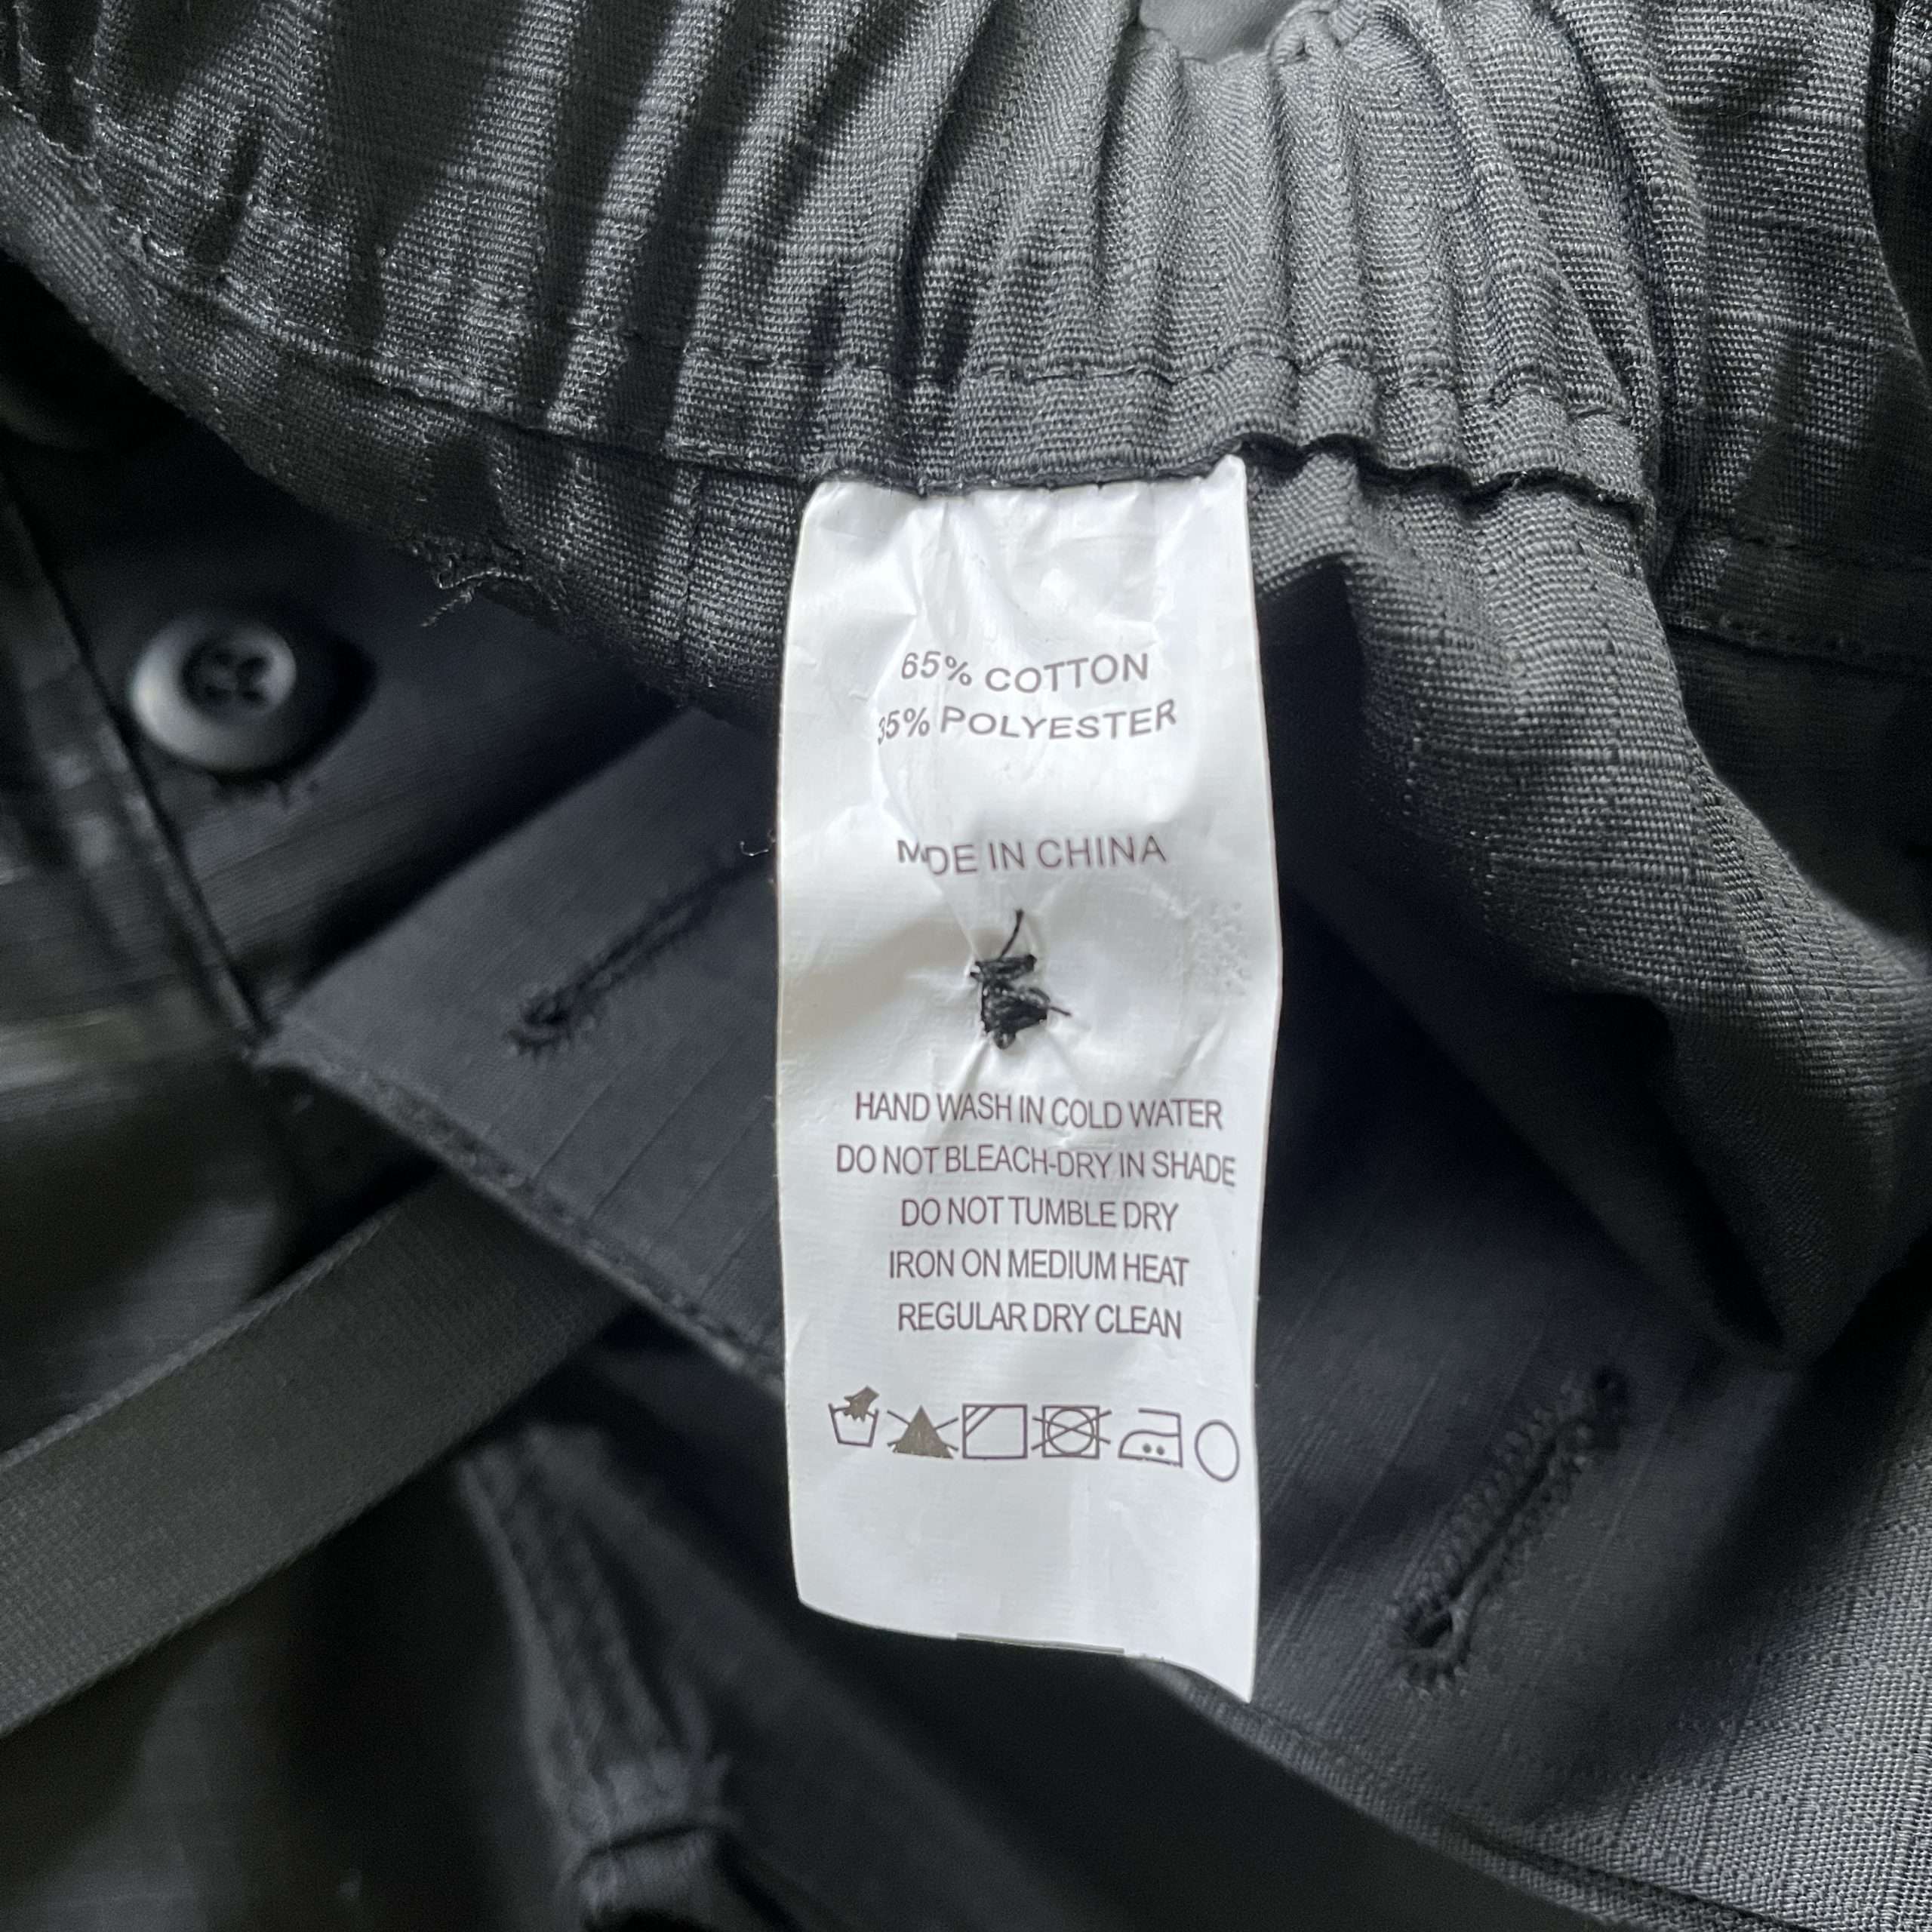 65% COTTON
35% POLYESTER
MADE IN CHINA
HAND WASH IN COLD WATER
DO NOT BLEACH-DRY IN SHADE
DO NOT TUMBLE DRY
IRON ON MEDIUM HEAT
REGULAR DRY CLEAN